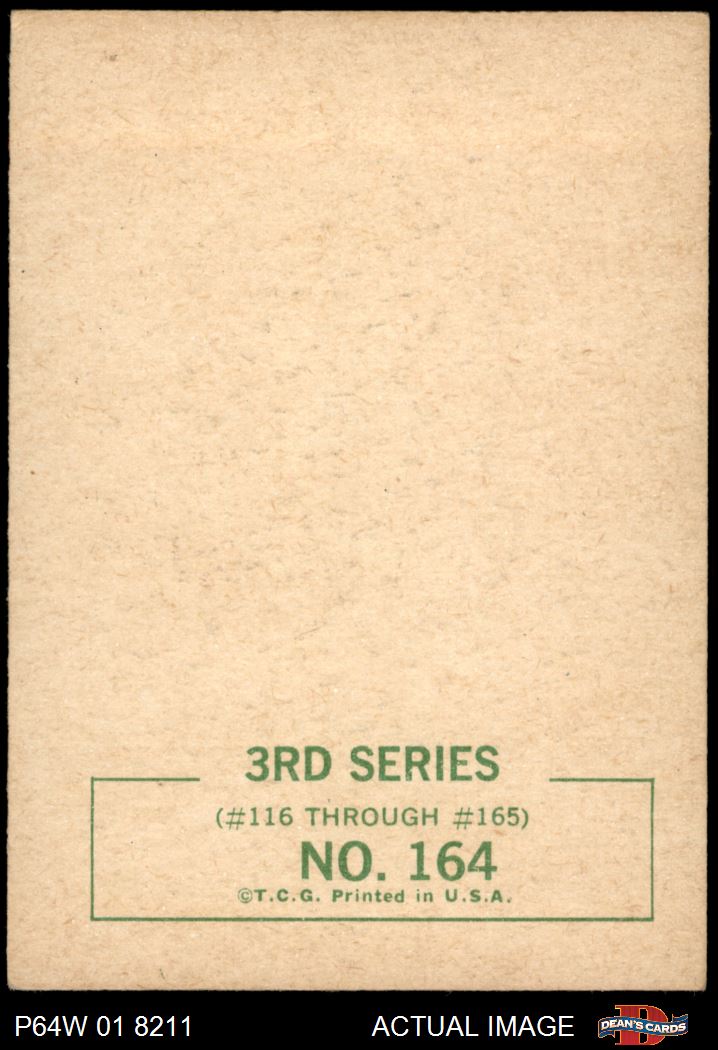 3RD SERIES
(#116 THROUGH #165)
NO. 164
©T.C.G. Printed in U.S.A.
P64W 01 8211
ACTUAL IMAGE
D
DEAN'S CARDS